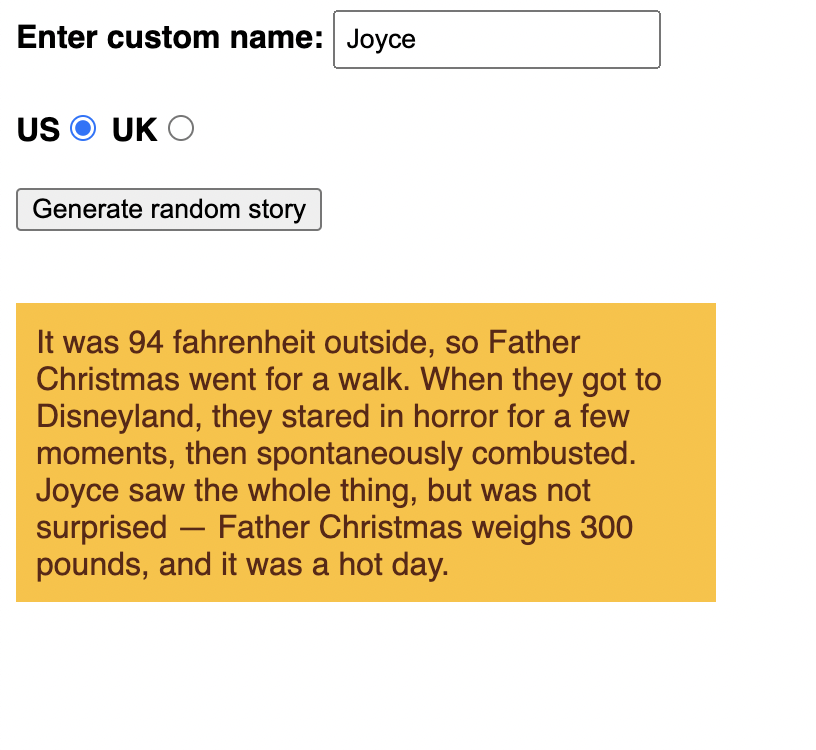 Enter custom name: Joyce
US UK
Generate random story
It was 94 fahrenheit outside, so Father
Christmas went for a walk. When they got to
Disneyland, they stared in horror for a few
moments, then spontaneously combusted.
Joyce saw the whole thing, but was not
surprised — Father Christmas weighs 300
pounds, and it was a hot day.